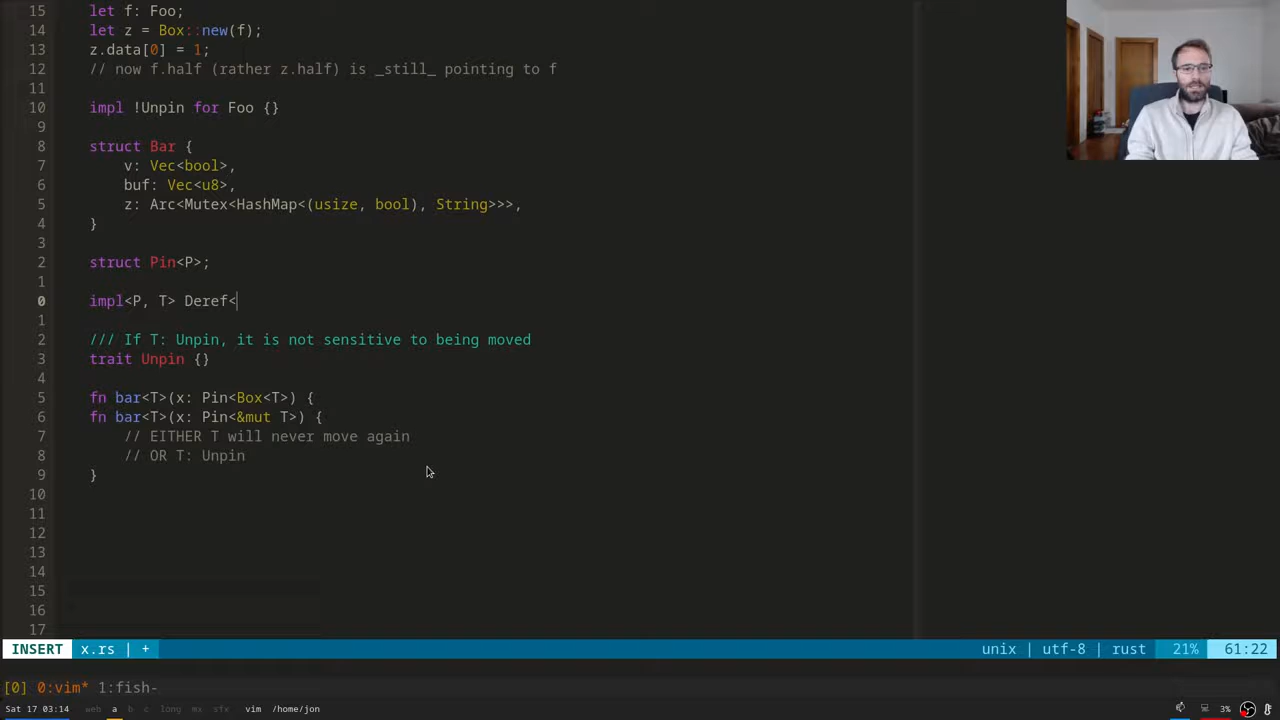 15 let f: Foo;
14 let z = Box::new(f);
13 z.data[0] = 1;
12 // now f.half (rather z.half) is _still_ pointing to f
11
10 impl !Unpin for Foo {}
9
8 struct Bar {
7 v: Vec<bool>,
6 buf: Vec<u8>,
5 z: Arc<Mutex<HashMap<(usize, bool), String>>>,
4 }
3
2 struct Pin<P>;
1
0 impl<P, T> Deref<
1
2 /// If T: Unpin, it is not sensitive to being moved
3 trait Unpin {}
4
5 fn bar<T>(x: Pin<Box<T>) {
6 fn bar<T>(x: Pin<&mut T>) {
7 // EITHER T will never move again
8 // OR T: Unpin
9 }
10
11
12
13
14
15
16
17
INSERT x.rs | + unix | utf-8 | rust 21% 61:22
[0] 0:vim* 1:fish-
Sat 17 03:14 web a b c long mx sfx vim /home/jon 3%